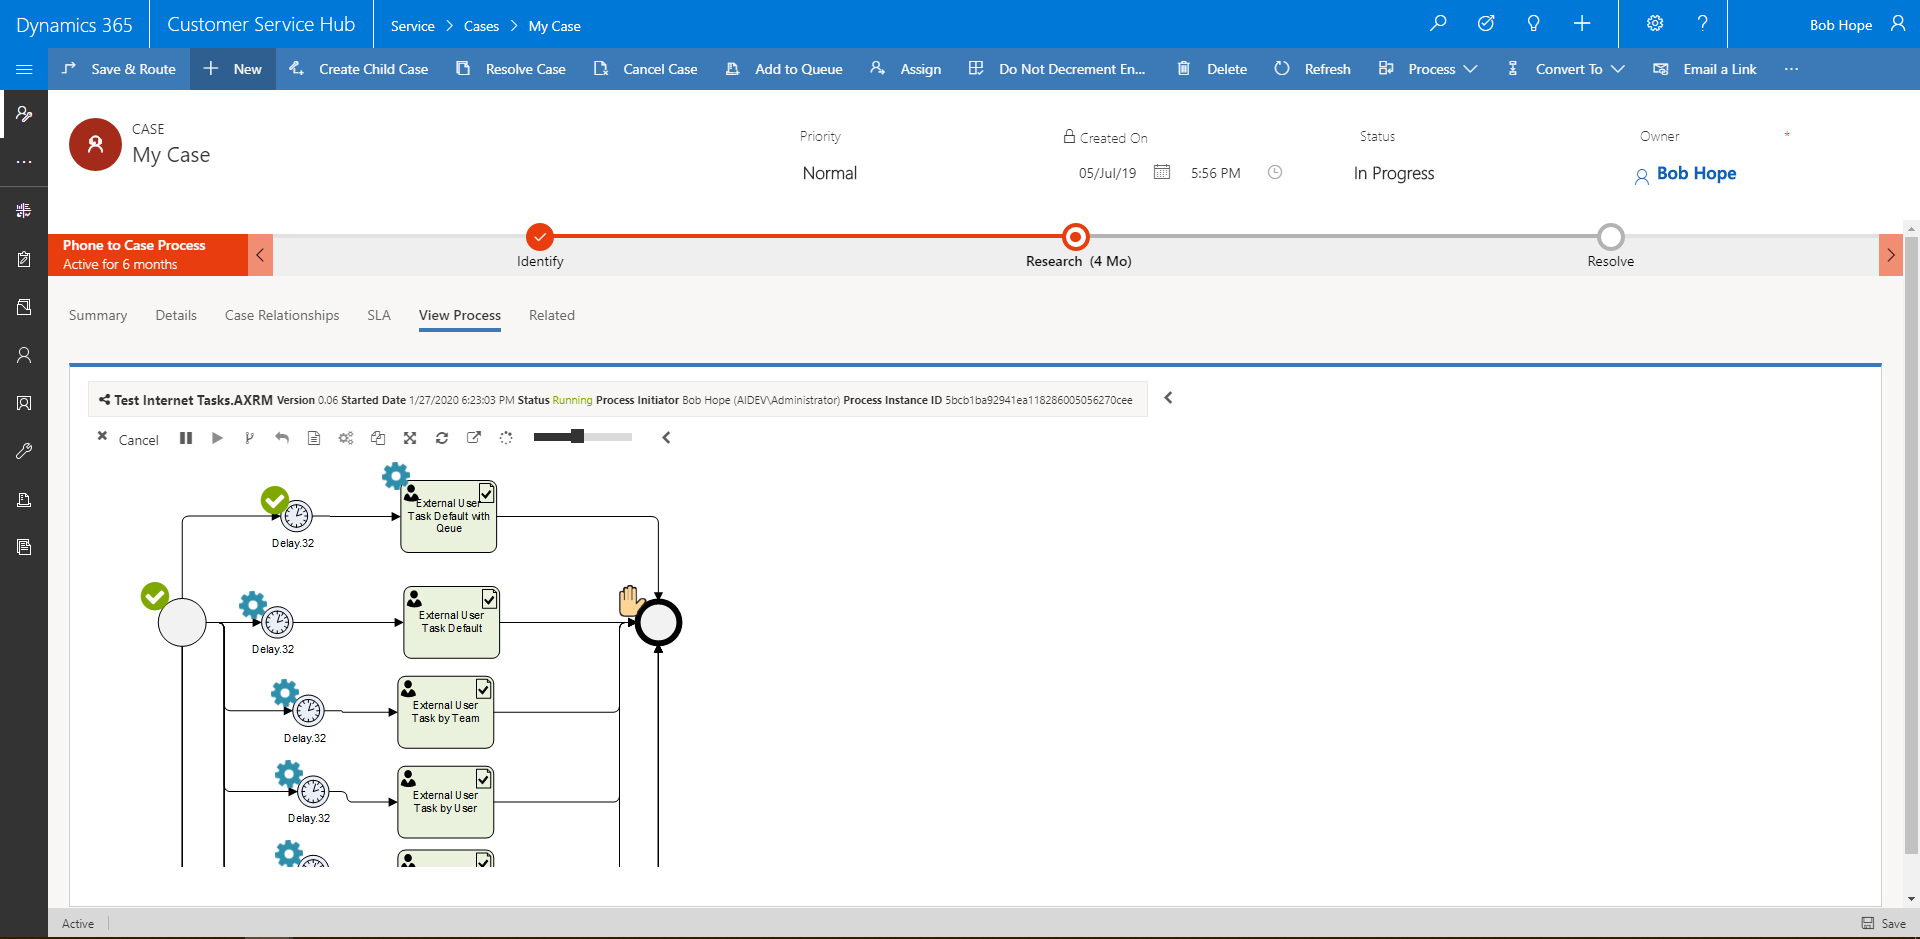 Dynamics 365
Customer Service Hub
Service > Cases > My Case
Bob Hope
Save & Route
New
Create Child Case
Resolve Case
Cancel Case
Add to Queue
Assign
Do Not Decrement En...
Delete
Refresh
Process
Convert To
Email a Link
CASE
My Case
Priority
Normal
Created On
05/Jul/19
5:56 PM
Status
In Progress
Owner
*
Bob Hope
Phone to Case Process
Active for 6 months
Identify
Research (4 Mo)
Resolve
Summary
Details
Case Relationships
SLA
View Process
Related
Test Internet Tasks.AXRM Version 0.06 Started Date 1/27/2020 6:23:03 PM Status Running Process Initiator Bob Hope (AIDEV\Administrator) Process Instance ID 5bcb1ba92941ea118286005056270cee
Cancel
External User
Task Default with
Qeue
Delay.32
External User
Task Default
Delay.32
External User
Task by Team
Delay.32
External User
Task by User
Delay.32
Active
Save